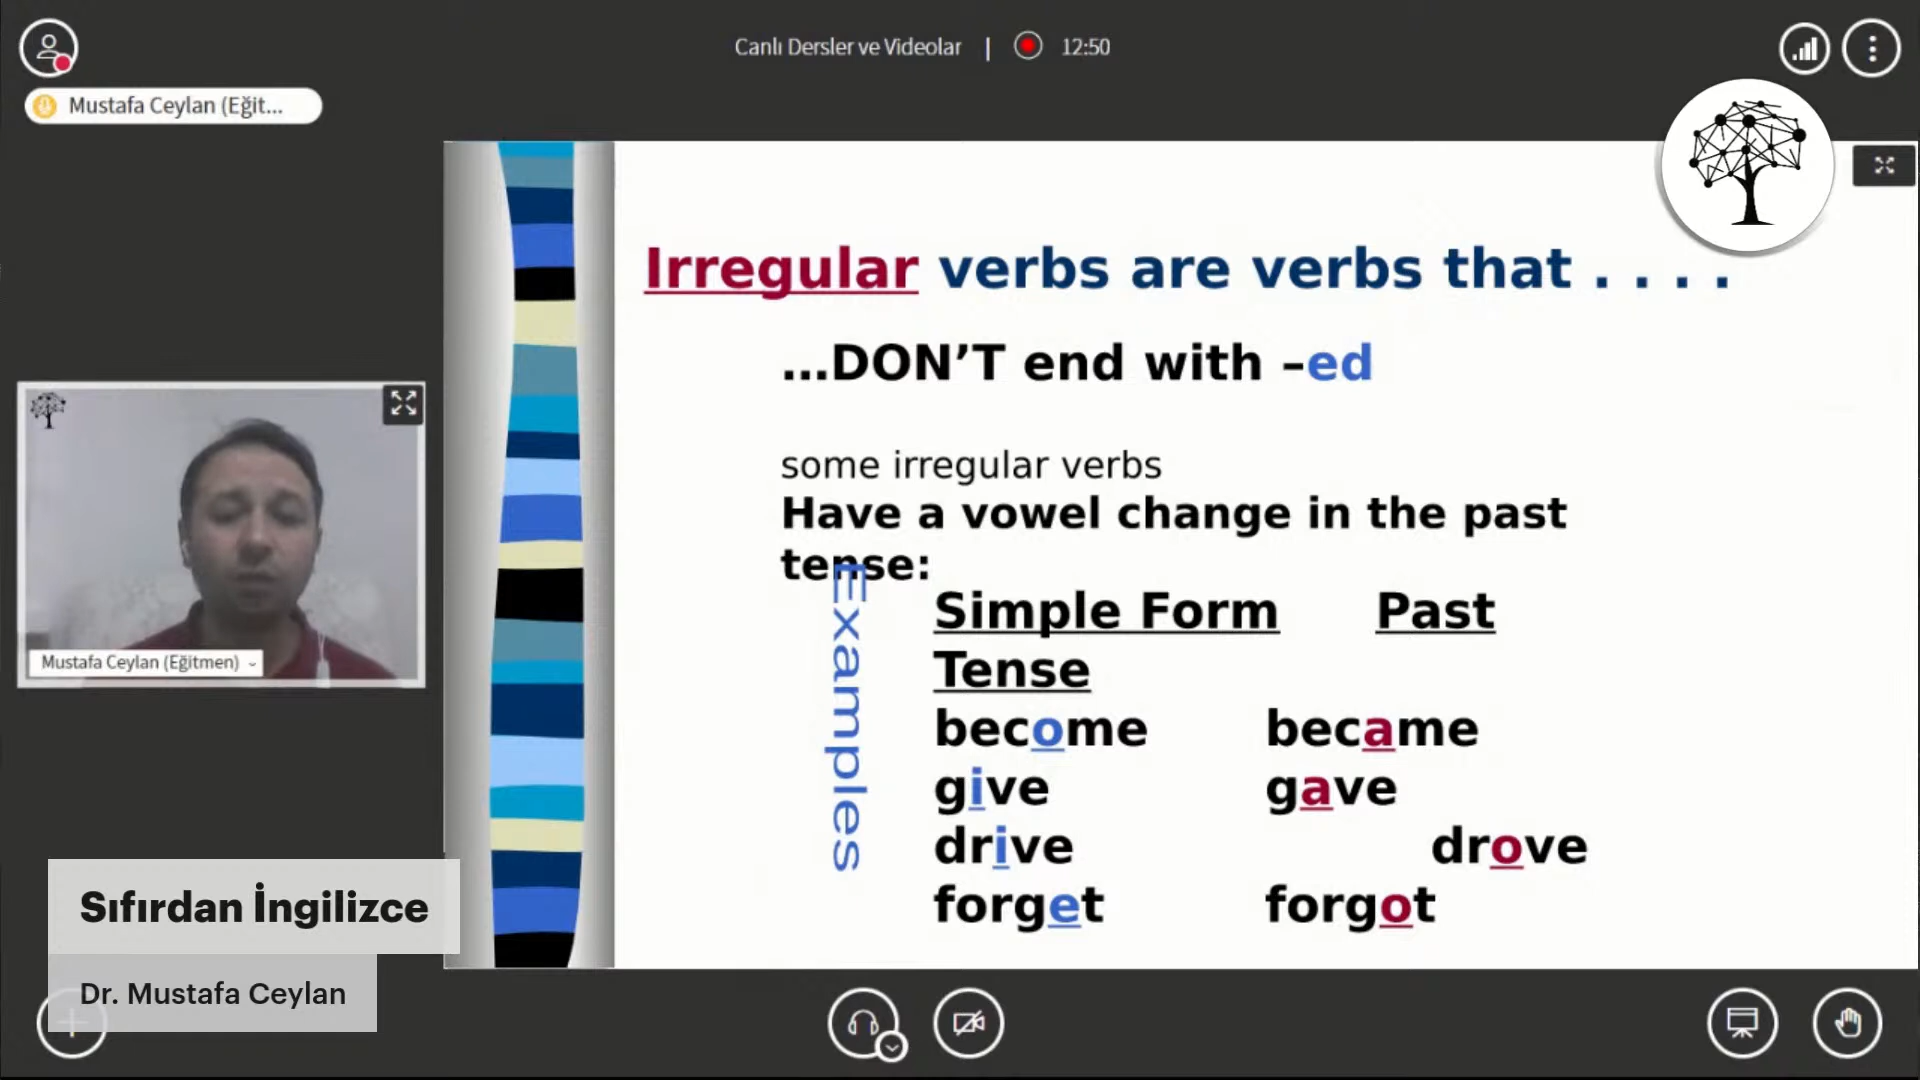 Canlı Dersler ve Videolar | 12:50
Mustafa Ceylan (Eğit...
Irregular verbs are verbs that . . . .
...DON’T end with –ed
some irregular verbs
Have a vowel change in the past
tense:
Examples
Simple Form Past
Tense
become became
give gave
drive drove
forget forgot
Mustafa Ceylan (Eğitmen)
Sıfırdan İngilizce
Dr. Mustafa Ceylan